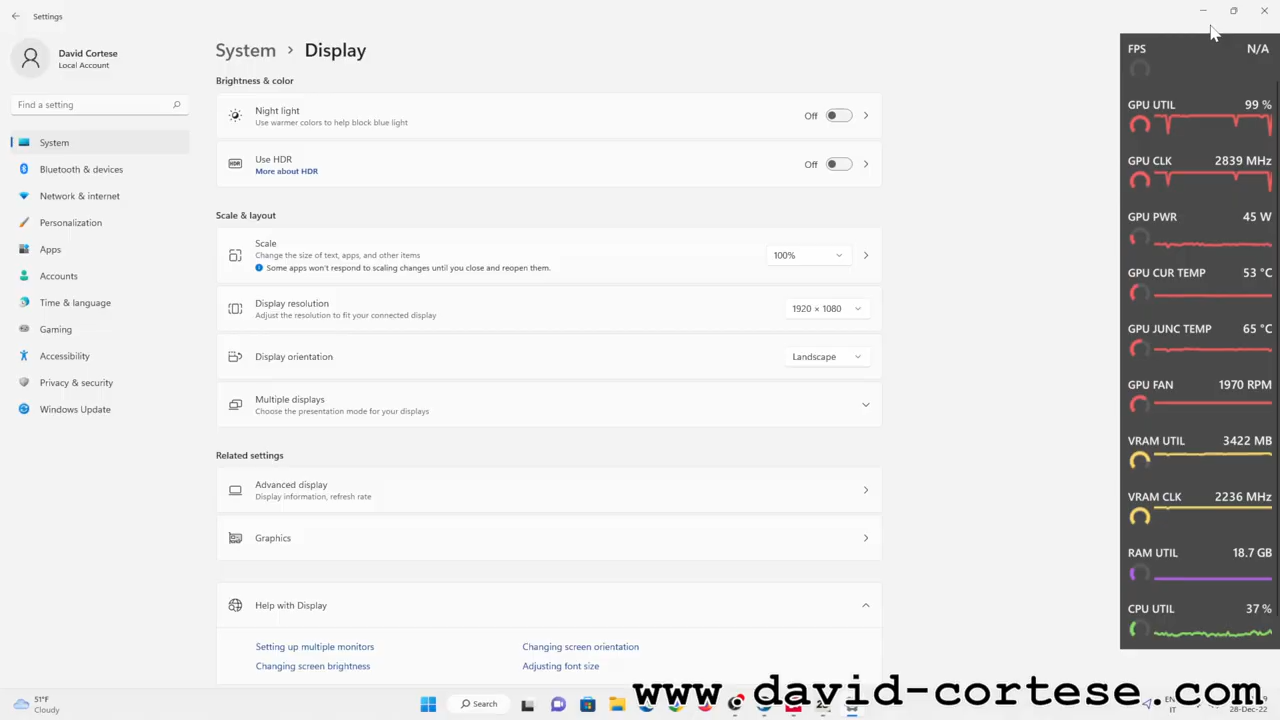 Settings
David Cortese
Local Account
Find a setting
System
Bluetooth & devices
Network & internet
Personalization
Apps
Accounts
Time & language
Gaming
Accessibility
Privacy & security
Windows Update
System > Display
Brightness & color
Night light
Use warmer colors to help block blue light
Off
Use HDR
More about HDR
Off
Scale & layout
Scale
Change the size of text, apps, and other items
Some apps won't respond to scaling changes until you close and reopen them.
100%
Display resolution
Adjust the resolution to fit your connected display
1920 × 1080
Display orientation
Landscape
Multiple displays
Choose the presentation mode for your displays
Related settings
Advanced display
Display information, refresh rate
Graphics
Help with Display
Setting up multiple monitors
Changing screen orientation
Changing screen brightness
Adjusting font size
FPS N/A
GPU UTIL 99 %
GPU CLK 2839 MHz
GPU PWR 45 W
GPU CUR TEMP 53 °C
GPU JUNC TEMP 65 °C
GPU FAN 1970 RPM
VRAM UTIL 3422 MB
VRAM CLK 2236 MHz
RAM UTIL 18.7 GB
CPU UTIL 37 %
www.david-cortese.com
51°F
Cloudy
Search
IT
28-Dec-22